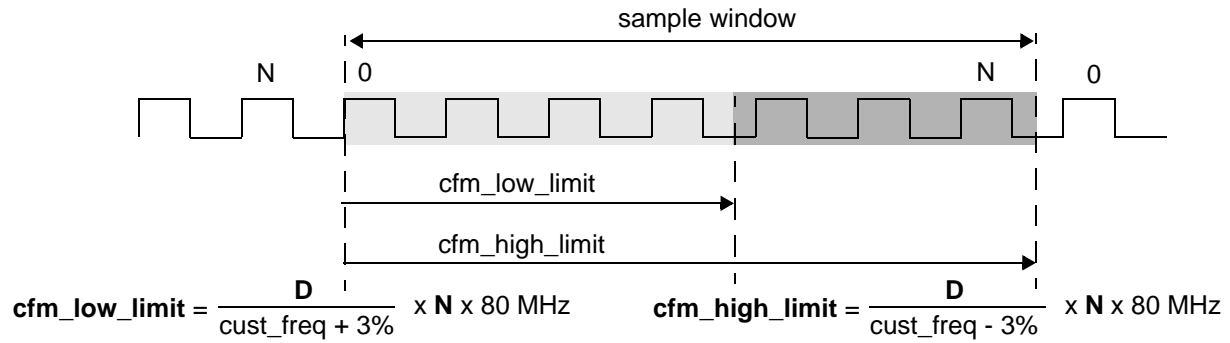 sample window
N 0 N 0
cfm_low_limit
cfm_high_limit
cfm_low_limit = D / cust_freq + 3% x N x 80 MHz
cfm_high_limit = D / cust_freq - 3% x N x 80 MHz